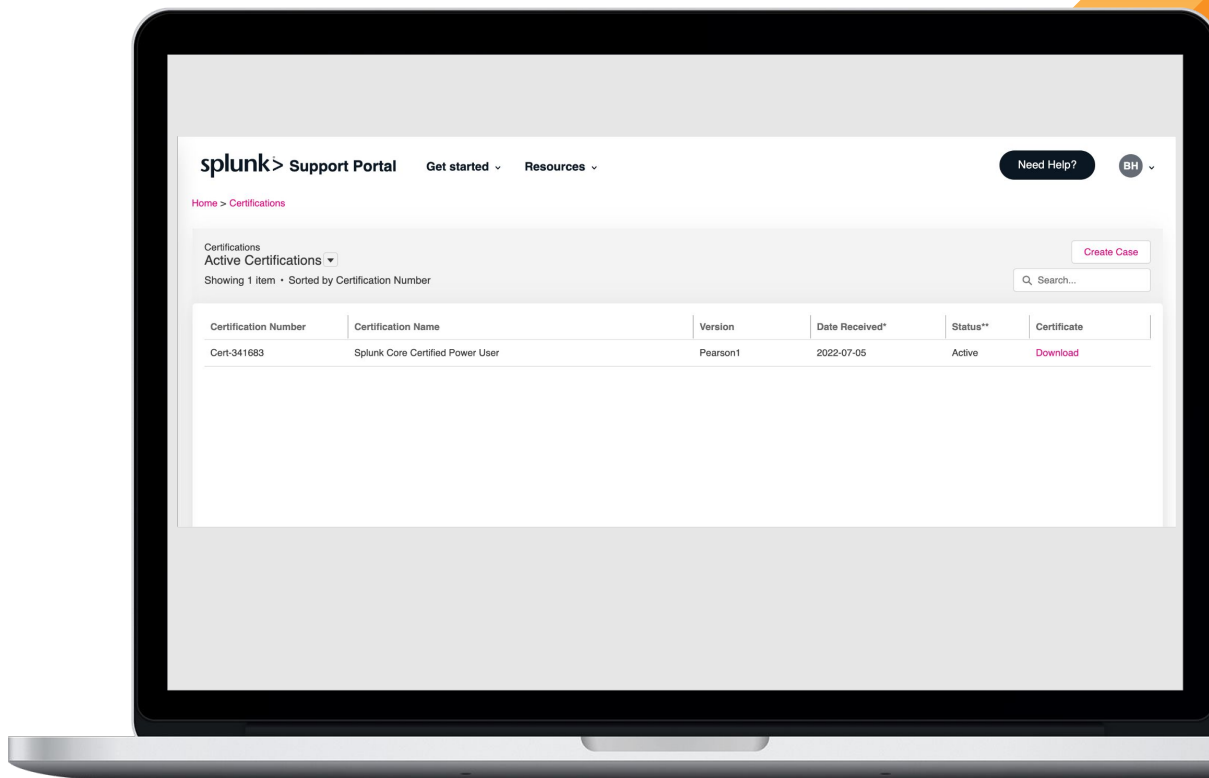 splunk> Support Portal Get started Resources Need Help? BH
Home > Certifications
Certifications
Active Certifications
Create Case
Showing 1 item • Sorted by Certification Number
Search...
Certification Number Certification Name Version Date Received* Status** Certificate
Cert-341683 Splunk Core Certified Power User Pearson1 2022-07-05 Active Download